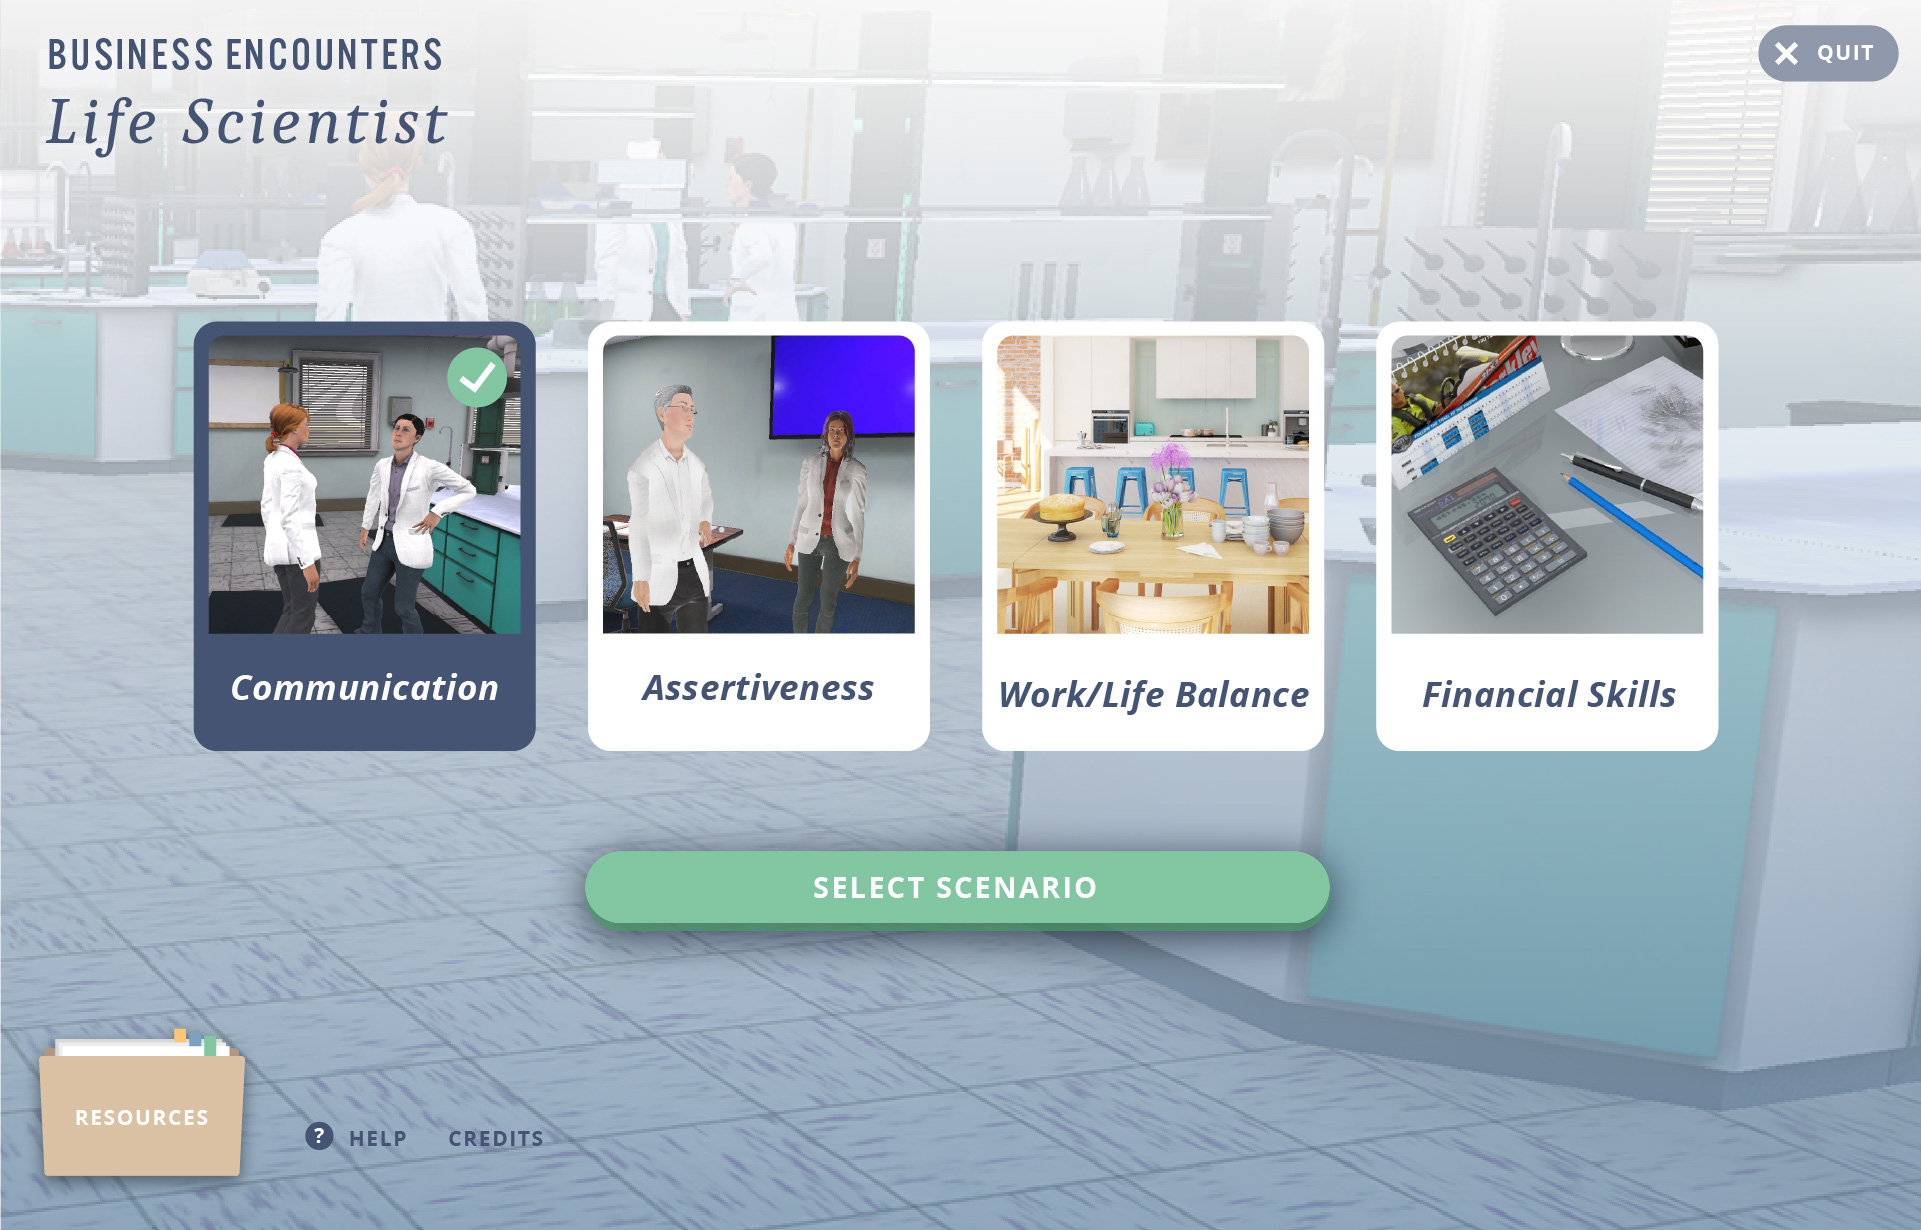 BUSINESS ENCOUNTERS
Life Scientist
QUIT
Communication
Assertiveness
Work/Life Balance
Financial Skills
SELECT SCENARIO
RESOURCES
? HELP
CREDITS